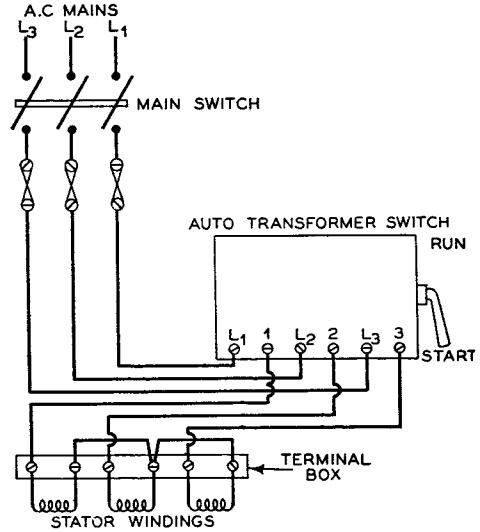 A.C MAINS
L3 L2 L1
MAIN SWITCH
AUTO TRANSFORMER SWITCH
RUN
L1 1 L2 2 L3 3
START
TERMINAL
BOX
STATOR WINDINGS